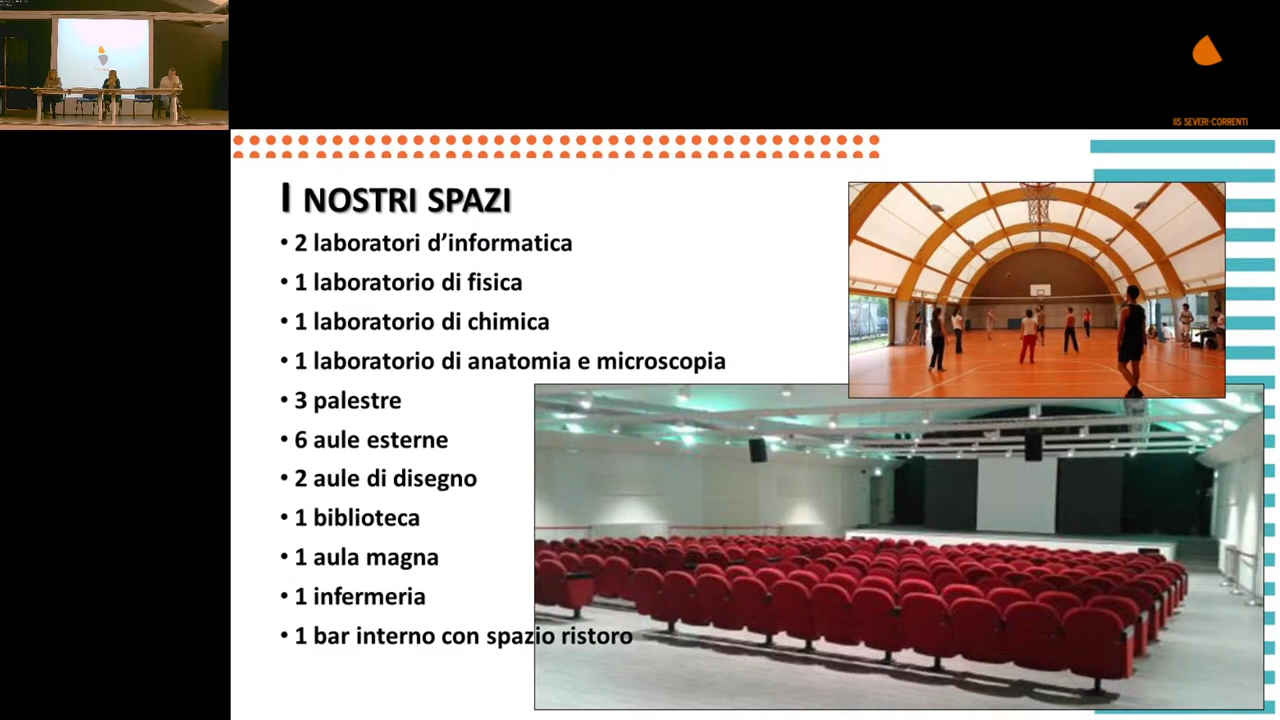 IIS SEVERI-CORRENTI
I NOSTRI SPAZI
• 2 laboratori d’informatica
• 1 laboratorio di fisica
• 1 laboratorio di chimica
• 1 laboratorio di anatomia e microscopia
• 3 palestre
• 6 aule esterne
• 2 aule di disegno
• 1 biblioteca
• 1 aula magna
• 1 infermeria
• 1 bar interno con spazio ristoro